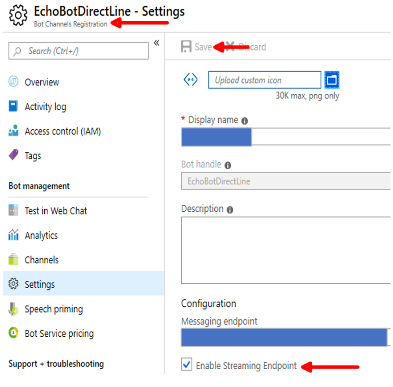 EchoBotDirectLine - Settings
Bot Channels Registration
Search (Ctrl+/)
«
Overview
Activity log
Access control (IAM)
Tags
Bot management
Test in Web Chat
Analytics
Channels
Settings
Speech priming
Bot Service pricing
Support + troubleshooting
Save
Discard
Upload custom icon
30K max, png only
* Display name
Bot handle
EchoBotDirectLine
Description
Configuration
Messaging endpoint
Enable Streaming Endpoint